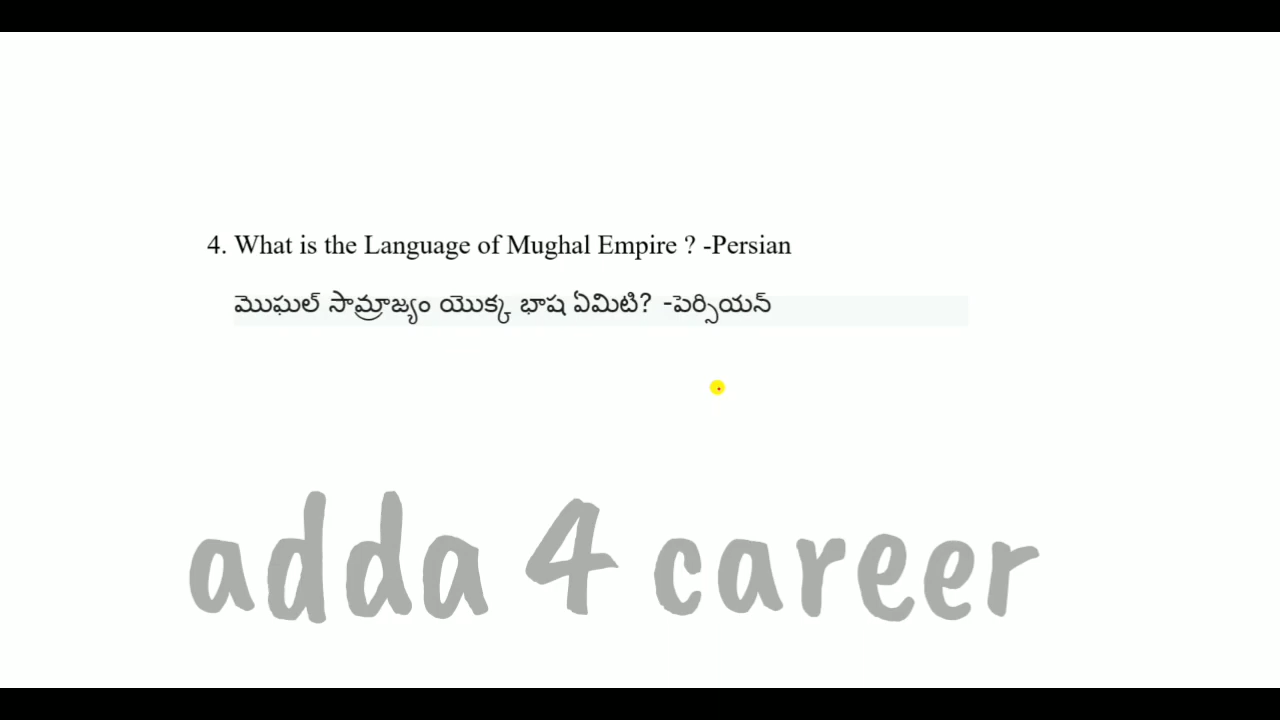 4. What is the Language of Mughal Empire ? -Persian
మొఘల్ సామ్రాజ్యం యొక్క భాష ఏమిటి? -పెర్సియన్
adda 4 career